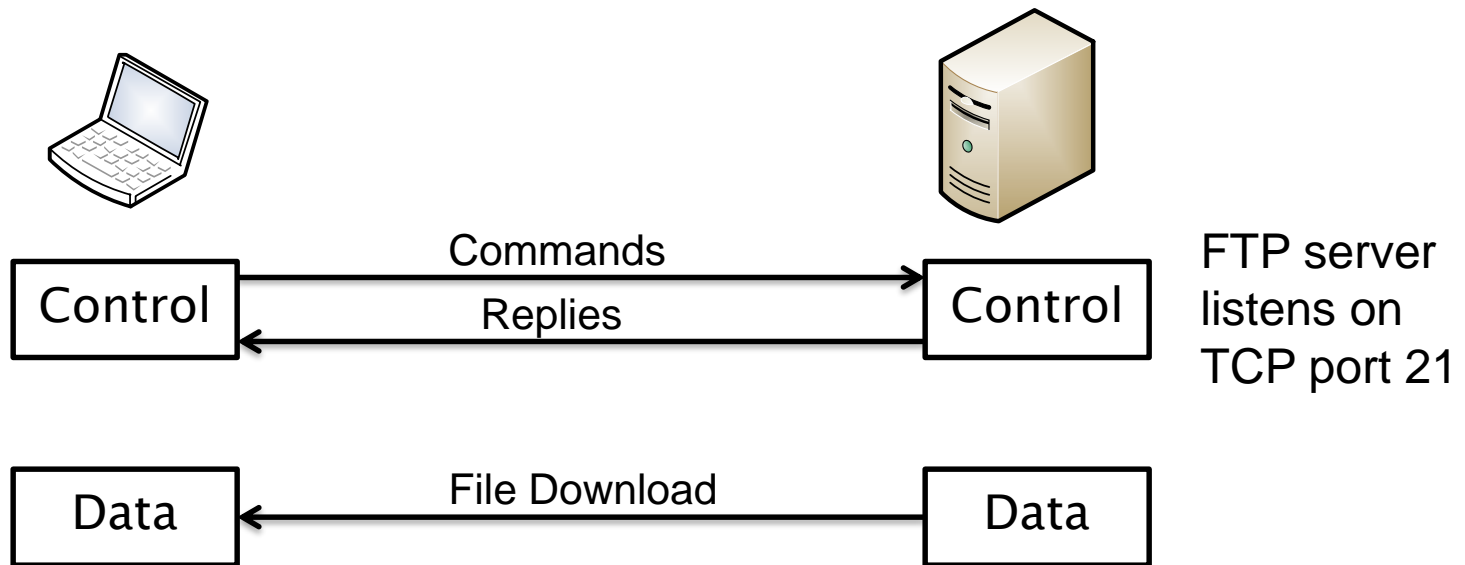 Commands
Control
Replies
Control
FTP server
listens on
TCP port 21
File Download
Data
Data